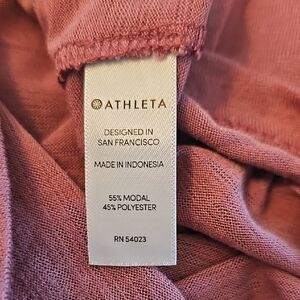 ATHLETA
DESIGNED IN
SAN FRANCISCO
MADE IN INDONESIA
55% MODAL
45% POLYESTER
RN 54023